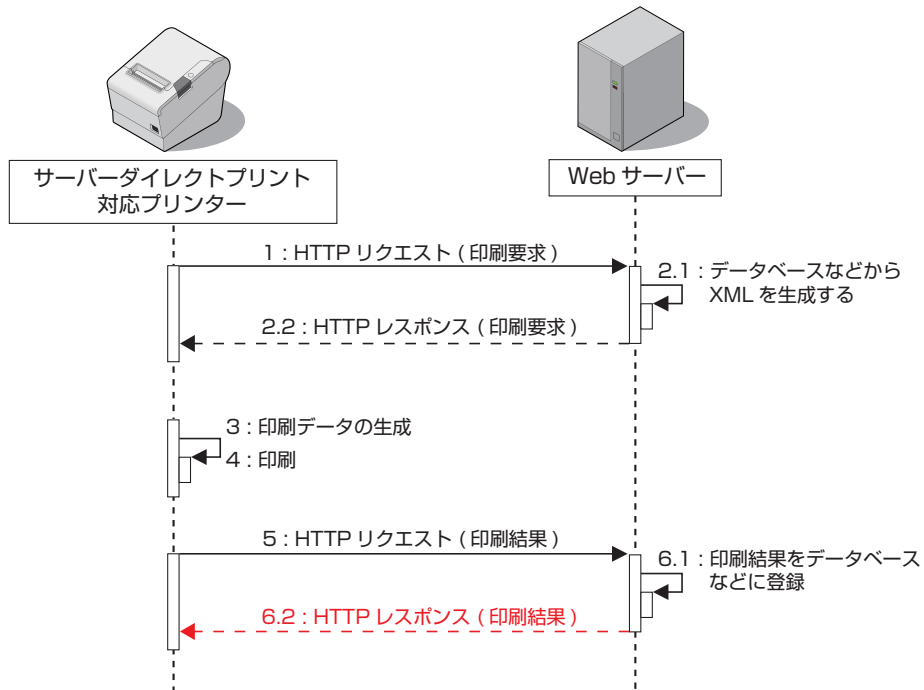 サーバーダイレクトプリント
対応プリンター
Web サーバー
1 : HTTP リクエスト ( 印刷要求 )
2.1 : データベースなどから
XML を生成する
2.2 : HTTP レスポンス ( 印刷要求 )
3 : 印刷データの生成
4 : 印刷
5 : HTTP リクエスト ( 印刷結果 )
6.1 : 印刷結果をデータベース
などに登録
6.2 : HTTP レスポンス ( 印刷結果 )